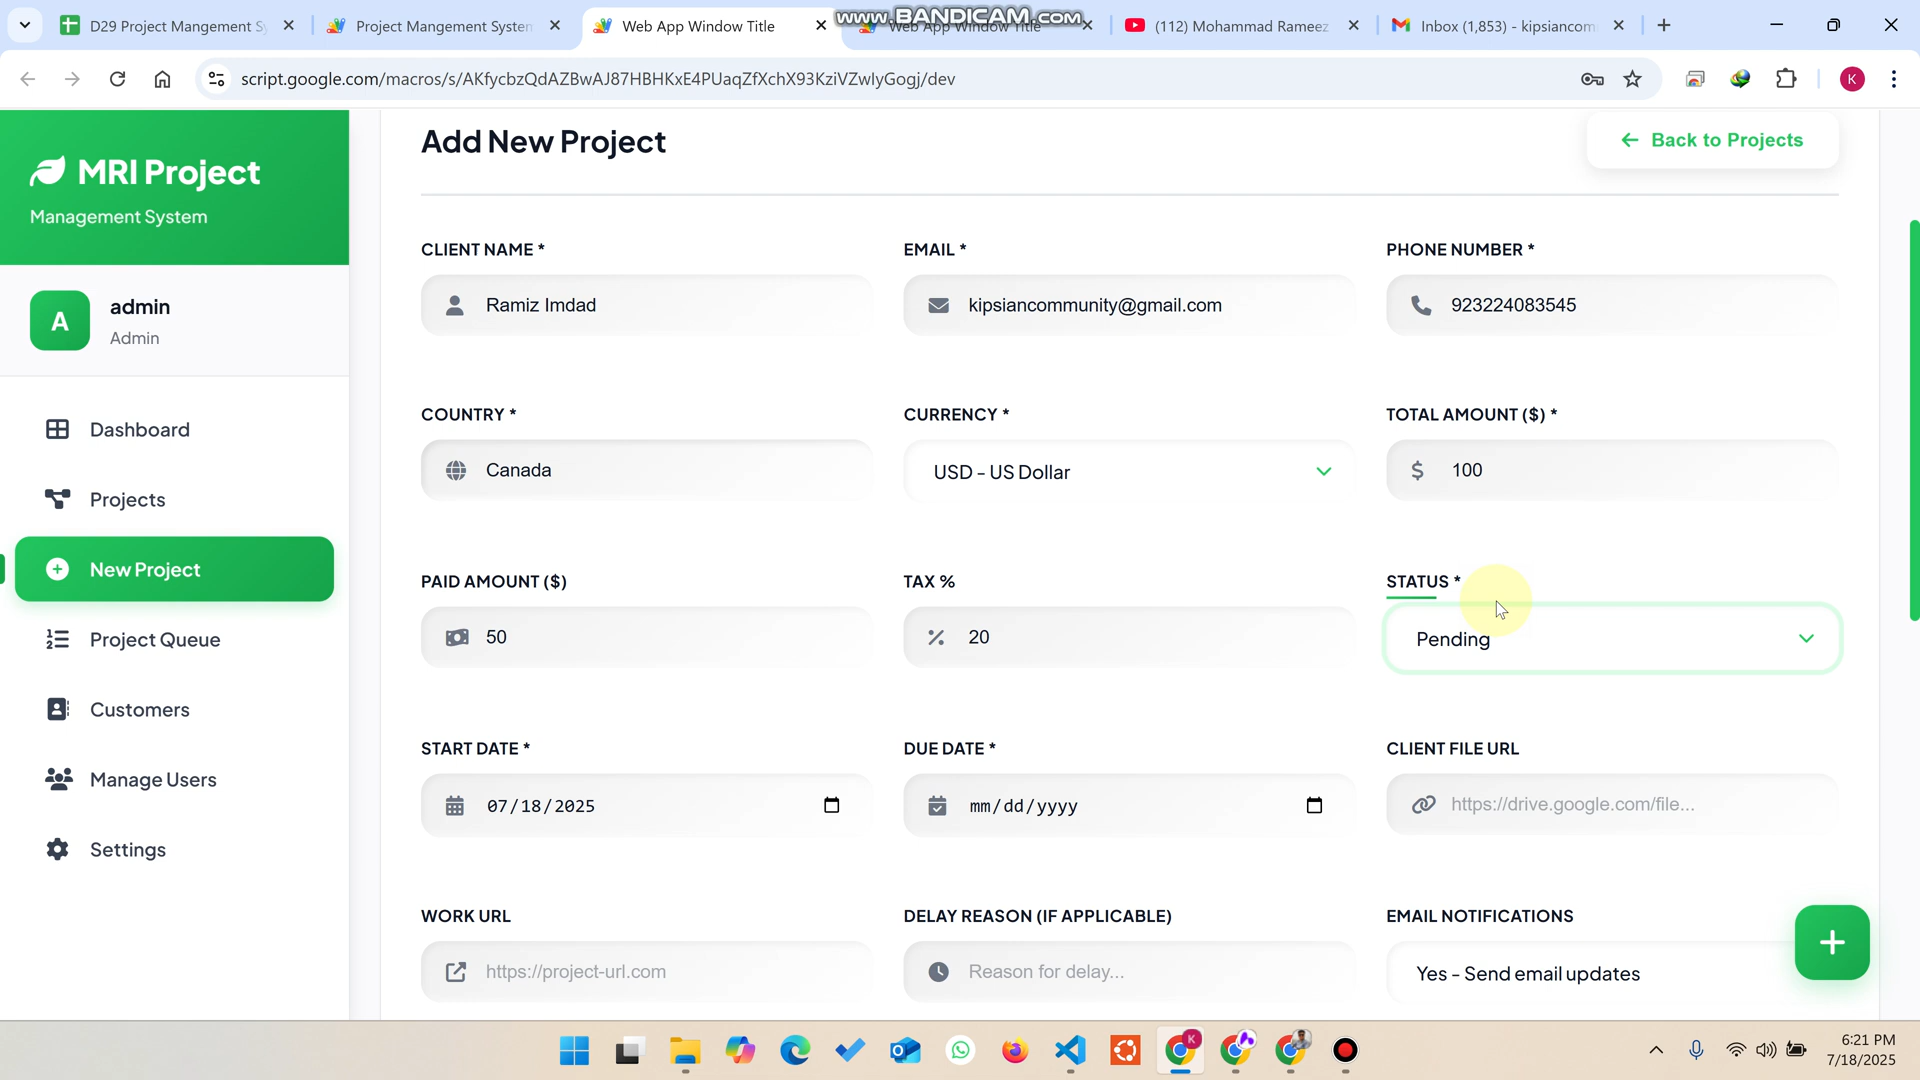 D29 Project Mangement Sy
Project Mangement System
Web App Window Title
Web App Window Title
www.BANDICAM.com
(112) Mohammad Rameez
Inbox (1,853) - kipsiancom
script.google.com/macros/s/AKfycbzQdAZBwAJ87HBHKxE4PUaqZfXchX93KziVZwIyGogj/dev
K
MRI Project
Management System
A
admin
Admin
Dashboard
Projects
New Project
Project Queue
Customers
Manage Users
Settings
Add New Project
Back to Projects
CLIENT NAME *
EMAIL *
PHONE NUMBER *
Ramiz Imdad
kipsiancommunity@gmail.com
923224083545
COUNTRY *
CURRENCY *
TOTAL AMOUNT ($) *
Canada
USD - US Dollar
$ 100
PAID AMOUNT ($)
TAX %
STATUS *
50
% 20
Pending
START DATE *
DUE DATE *
CLIENT FILE URL
07/18/2025
mm/dd/yyyy
https://drive.google.com/file...
WORK URL
DELAY REASON (IF APPLICABLE)
EMAIL NOTIFICATIONS
https://project-url.com
Reason for delay...
Yes - Send email updates
6:21 PM
7/18/2025